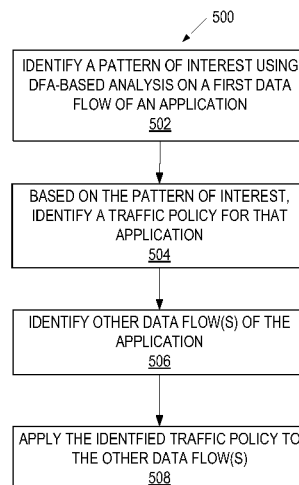 500
IDENTIFY A PATTERN OF INTEREST USING
DFA-BASED ANALYSIS ON A FIRST DATA
FLOW OF AN APPLICATION
502
BASED ON THE PATTERN OF INTEREST,
IDENTIFY A TRAFFIC POLICY FOR THAT
APPLICATION
504
IDENTIFY OTHER DATA FLOW(S) OF THE
APPLICATION
506
APPLY THE IDENTFIED TRAFFIC POLICY TO
THE OTHER DATA FLOW(S)
508